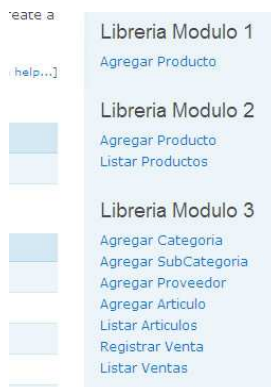 reate a
help...]
Libreria Modulo 1
Agregar Producto
Libreria Modulo 2
Agregar Producto
Listar Productos
Libreria Modulo 3
Agregar Categoria
Agregar SubCategoria
Agregar Proveedor
Agregar Articulo
Listar Articulos
Registrar Venta
Listar Ventas